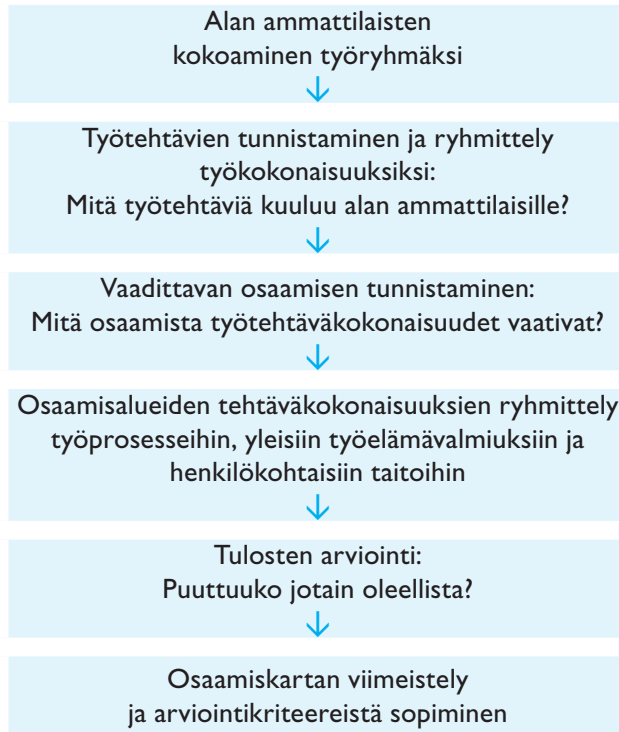 Alan ammattilaisten
kokoaminen työryhmäksi
↓
Työtehtävien tunnistaminen ja ryhmittely
työkokonaisuuksiksi:
Mitä työtehtäviä kuuluu alan ammattilaisille?
↓
Vaadittavan osaamisen tunnistaminen:
Mitä osaamista työtehtäväkokonaisuudet vaativat?
↓
Osaamisalueiden tehtäväkokonaisuuksien ryhmittely
työprosesseihin, yleisiin työelämävalmiuksiin ja
henkilökohtaisiin taitoihin
↓
Tulosten arviointi:
Puuttuuko jotain oleellista?
↓
Osaamiskartan viimeistely
ja arviointikriteereistä sopiminen